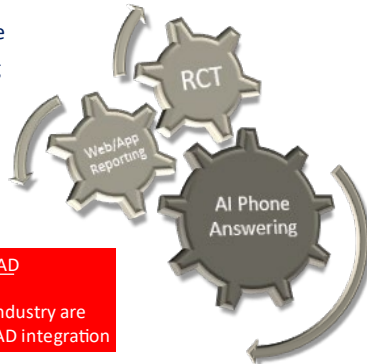 RCT
Web/App
Reporting
AI Phone
Answering
AD
ndustry are
AD integration